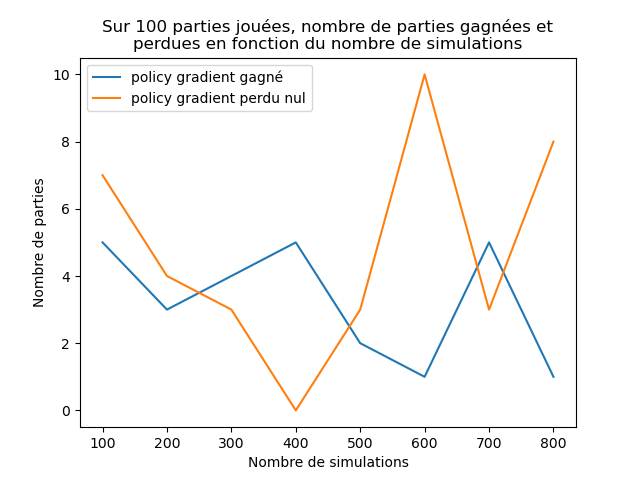 Sur 100 parties jouées, nombre de parties gagnées et
perdues en fonction du nombre de simulations
policy gradient gagné
policy gradient perdu nul
Nombre de parties
10
8
6
4
2
0
100 200 300 400 500 600 700 800
Nombre de simulations